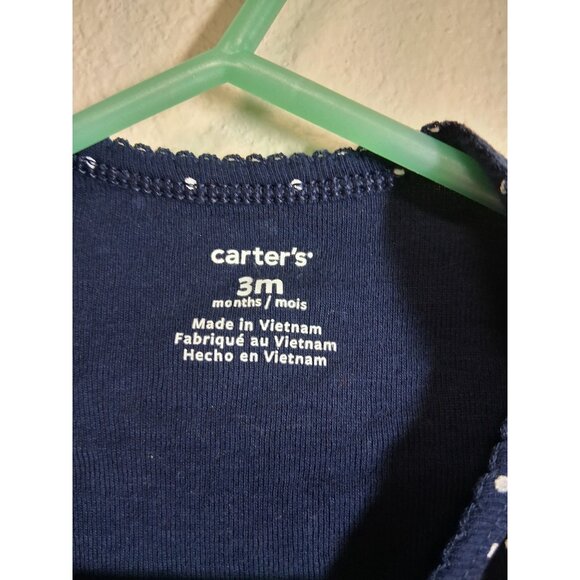 carter's®
3m
months / mois
Made in Vietnam
Fabriqué au Vietnam
Hecho en Vietnam